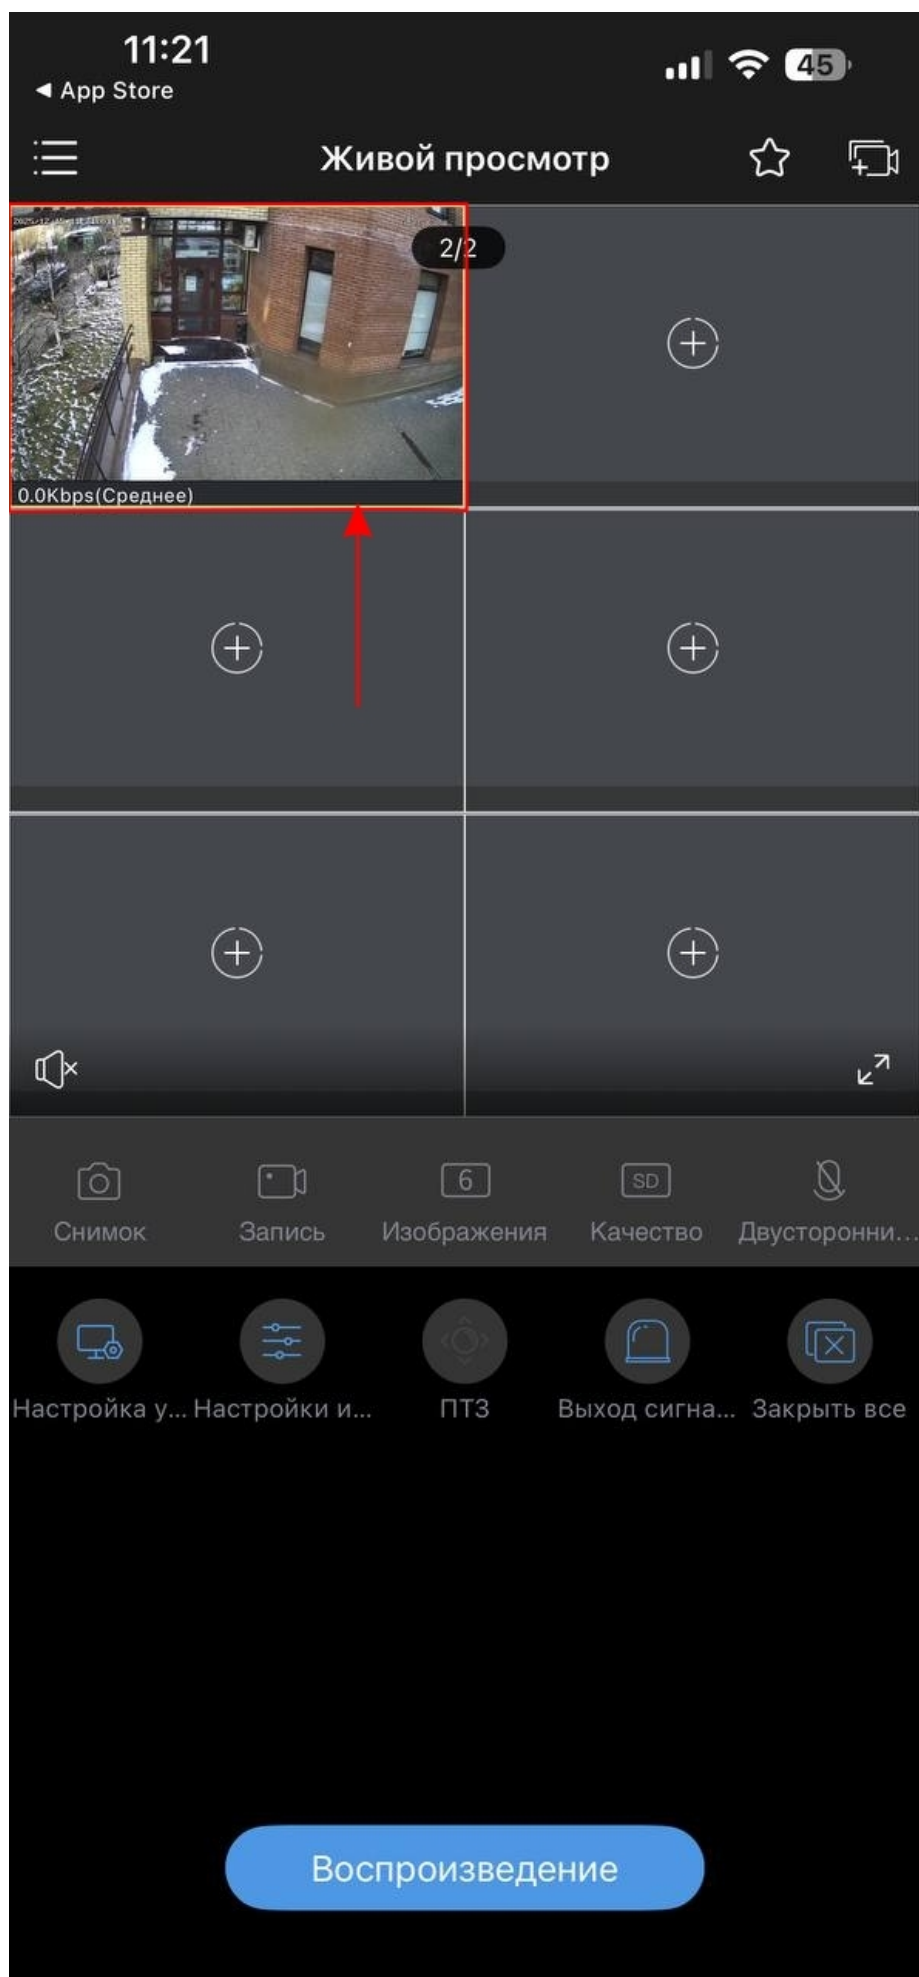 11:21
45
◀ App Store
Живой просмотр
2/2
0.0Kbps(Среднее)
6
SD
Снимок
Запись
Изображения
Качество
Двусторонни...
Настройка у...
Настройки и...
ПТЗ
Выход сигна...
Закрыть все
Воспроизведение